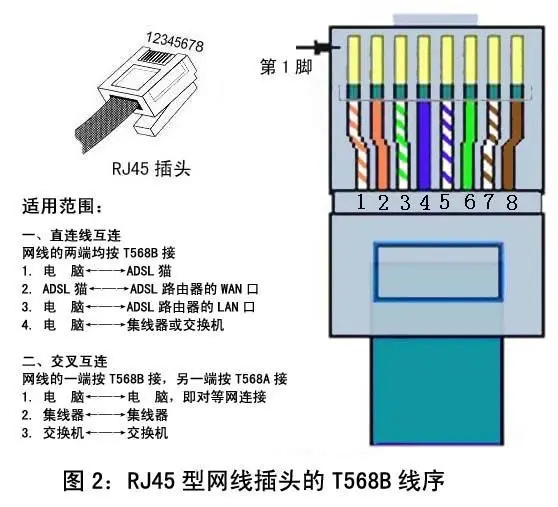 12345678
RJ45 插头
第 1 脚
1 2 3 4 5 6 7 8
适用范围：
一、直连线互连
网线的两端均按 T568B 接
1. 电 脑←——→ADSL 猫
2. ADSL 猫←——→ADSL 路由器的 WAN 口
3. 电 脑←——→ADSL 路由器的 LAN 口
4. 电 脑←——→集线器或交换机
二、交叉互连
网线的一端按 T568B 接，另一端按 T568A 接
1. 电 脑←——→电 脑，即对等网连接
2. 集线器←——→集线器
3. 交换机←——→交换机
图 2：RJ45 型网线插头的 T568B 线序